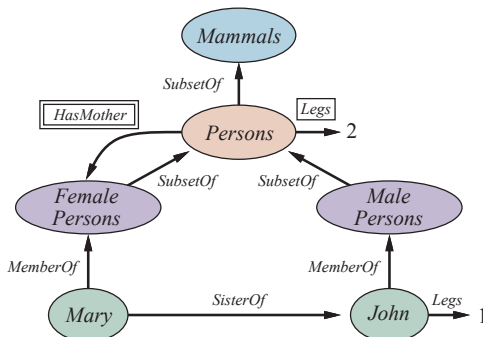 Mammals
SubsetOf
HasMother
Legs
Persons
2
SubsetOf
SubsetOf
Female
Persons
Male
Persons
MemberOf
MemberOf
SisterOf
Legs
Mary
John
1